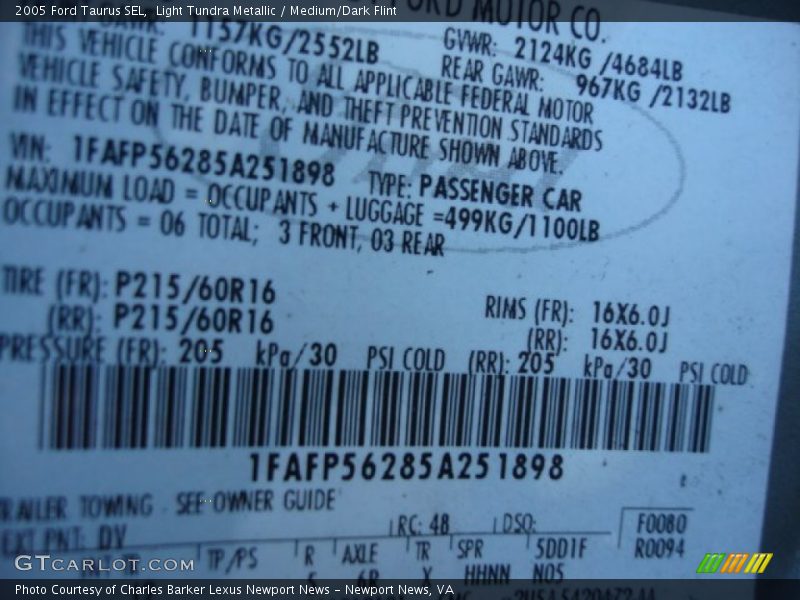 2005 Ford Taurus SEL, Light Tundra Metallic / Medium/Dark Flint
FORD MOTOR CO.
1157KG/2552LB GVWR: 2124KG /4684LB
REAR GAWR: 967KG /2132LB
THIS VEHICLE CONFORMS TO ALL APPLICABLE FEDERAL MOTOR
VEHICLE SAFETY, BUMPER, AND THEFT PREVENTION STANDARDS
IN EFFECT ON THE DATE OF MANUFACTURE SHOWN ABOVE.
VIN: 1FAFP56285A251898 TYPE: PASSENGER CAR
MAXIMUM LOAD = OCCUPANTS + LUGGAGE =499KG/1100LB
OCCUPANTS = 06 TOTAL; 3 FRONT, 03 REAR
TIRE (FR): P215/60R16 RIMS (FR): 16X6.0J
(RR): P215/60R16 (RR): 16X6.0J
PRESSURE (FR): 205 kPa/30 PSI COLD (RR): 205 kPa/30 PSI COLD
1FAFP56285A251898
TRAILER TOWING - SEE OWNER GUIDE
EXT PNT: DV RC: 48 DSO: F0080
R0094
TP/PS R AXLE TR SPR 5DD1F
6R X HHNN NOS
GTCARLOT.COM
Photo Courtesy of Charles Barker Lexus Newport News – Newport News, VA